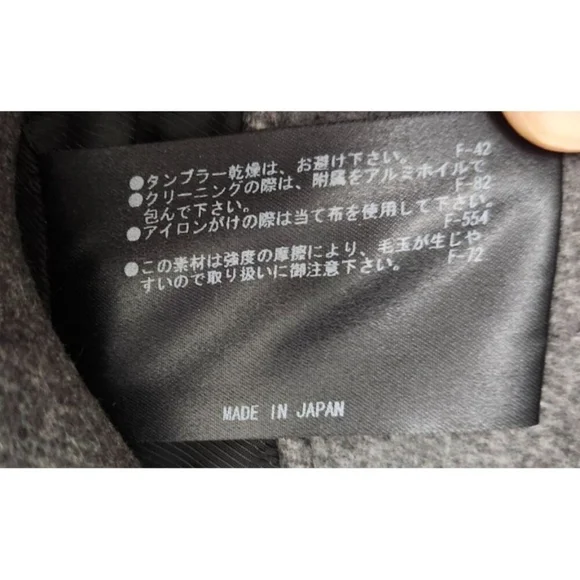 ●タンブラー乾燥は、お避け下さい。 F-42
●クリーニングの際は、附属をアルミホイルで
包んで下さい。 F-82
●アイロンがけの際は当て布を使用して下さい。
F-554
●この素材は強度の摩擦により、毛玉が生じや
すいので取り扱いに御注意下さい。 F-72
MADE IN JAPAN